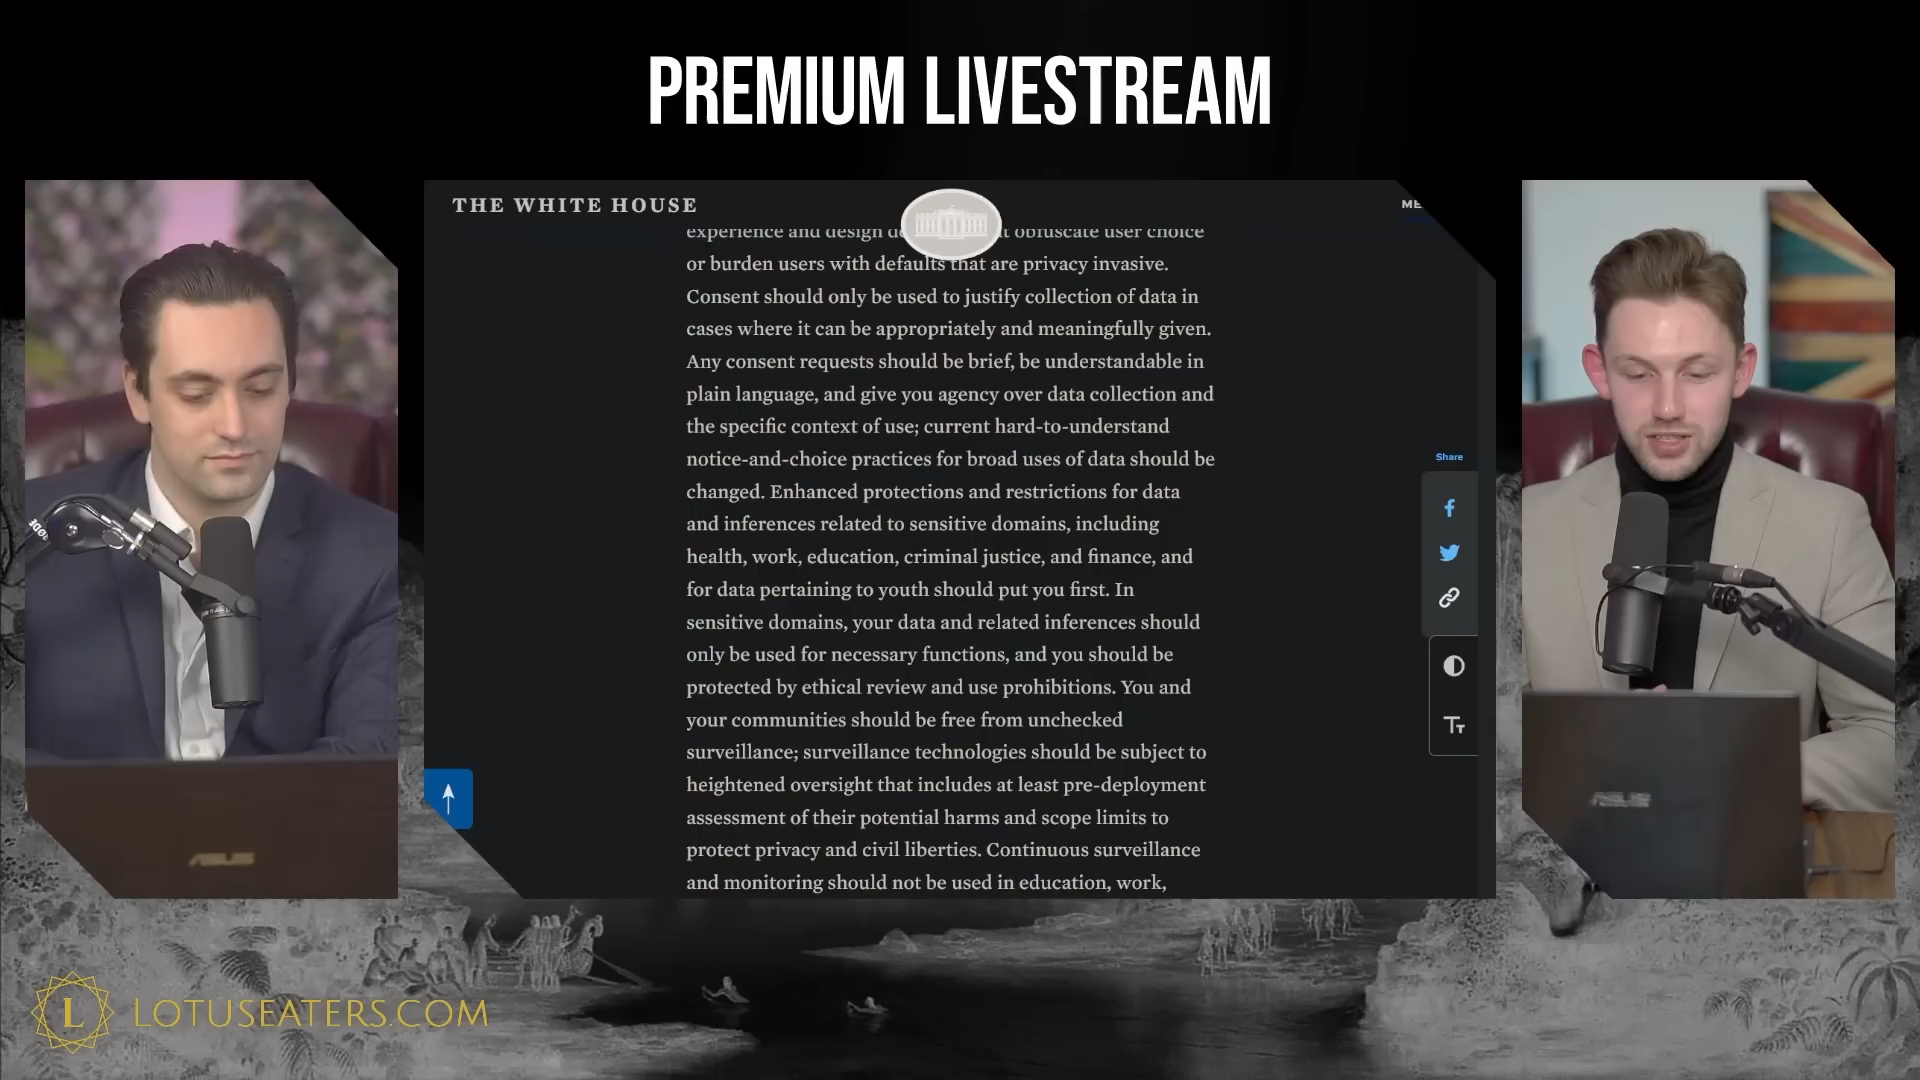 PREMIUM LIVESTREAM
THE WHITE HOUSE
ME
experience and design obfuscate user choice
or burden users with defaults that are privacy invasive.
Consent should only be used to justify collection of data in
cases where it can be appropriately and meaningfully given.
Any consent requests should be brief, be understandable in
plain language, and give you agency over data collection and
the specific context of use; current hard-to-understand
notice-and-choice practices for broad uses of data should be
changed. Enhanced protections and restrictions for data
and inferences related to sensitive domains, including
health, work, education, criminal justice, and finance, and
for data pertaining to youth should put you first. In
sensitive domains, your data and related inferences should
only be used for necessary functions, and you should be
protected by ethical review and use prohibitions. You and
your communities should be free from unchecked
surveillance; surveillance technologies should be subject to
heightened oversight that includes at least pre-deployment
assessment of their potential harms and scope limits to
protect privacy and civil liberties. Continuous surveillance
and monitoring should not be used in education, work,
Share
TT
RODE
ASUS
ASUS
L LOTUSEATERS.COM